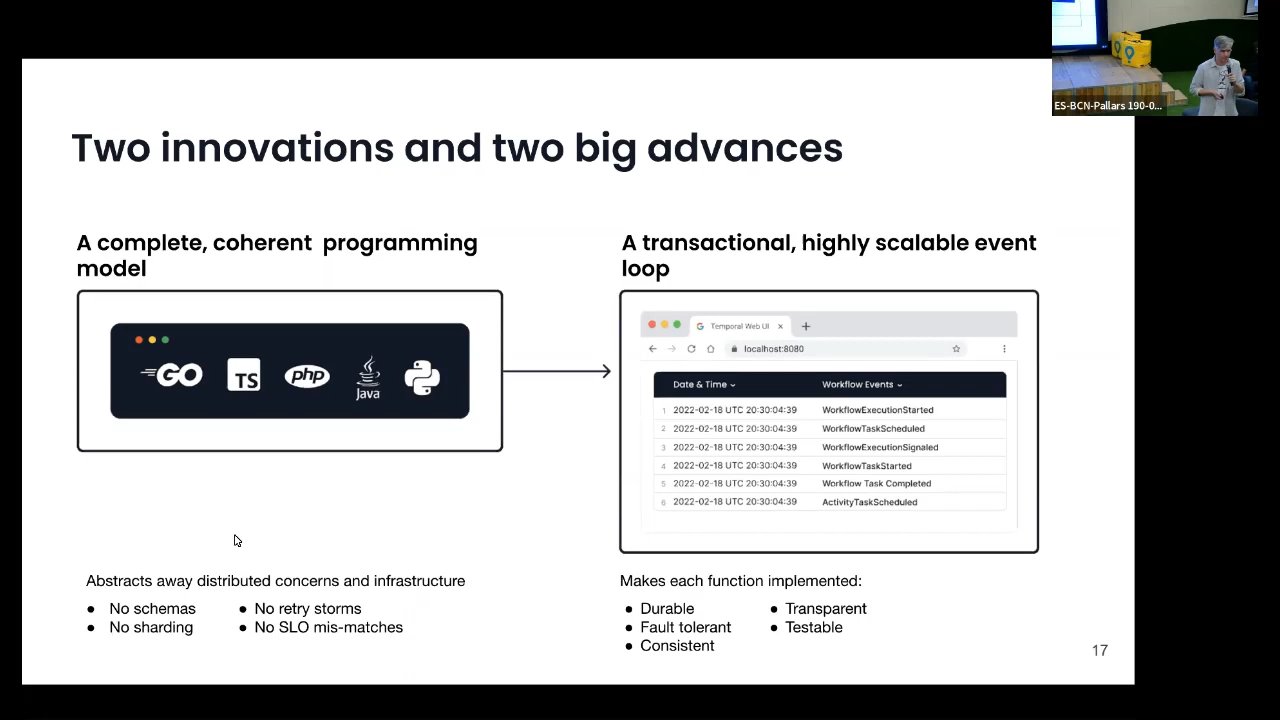 ES-BCN-Pallars 190-0...
Two innovations and two big advances
A complete, coherent programming
model
GO
TS
php
Java
Abstracts away distributed concerns and infrastructure
● No schemas
● No sharding
● No retry storms
● No SLO mis-matches
A transactional, highly scalable event
loop
Temporal Web UI
localhost:8080
Date & Time Workflow Events
1 2022-02-18 UTC 20:30:04:39 WorkflowExecutionStarted
2 2022-02-18 UTC 20:30:04:39 WorkflowTaskScheduled
3 2022-02-18 UTC 20:30:04:39 WorkflowExecutionSignaled
4 2022-02-18 UTC 20:30:04:39 WorkflowTaskStarted
5 2022-02-18 UTC 20:30:04:39 Workflow Task Completed
6 2022-02-18 UTC 20:30:04:39 ActivityTaskScheduled
Makes each function implemented:
● Durable
● Fault tolerant
● Consistent
● Transparent
● Testable
17